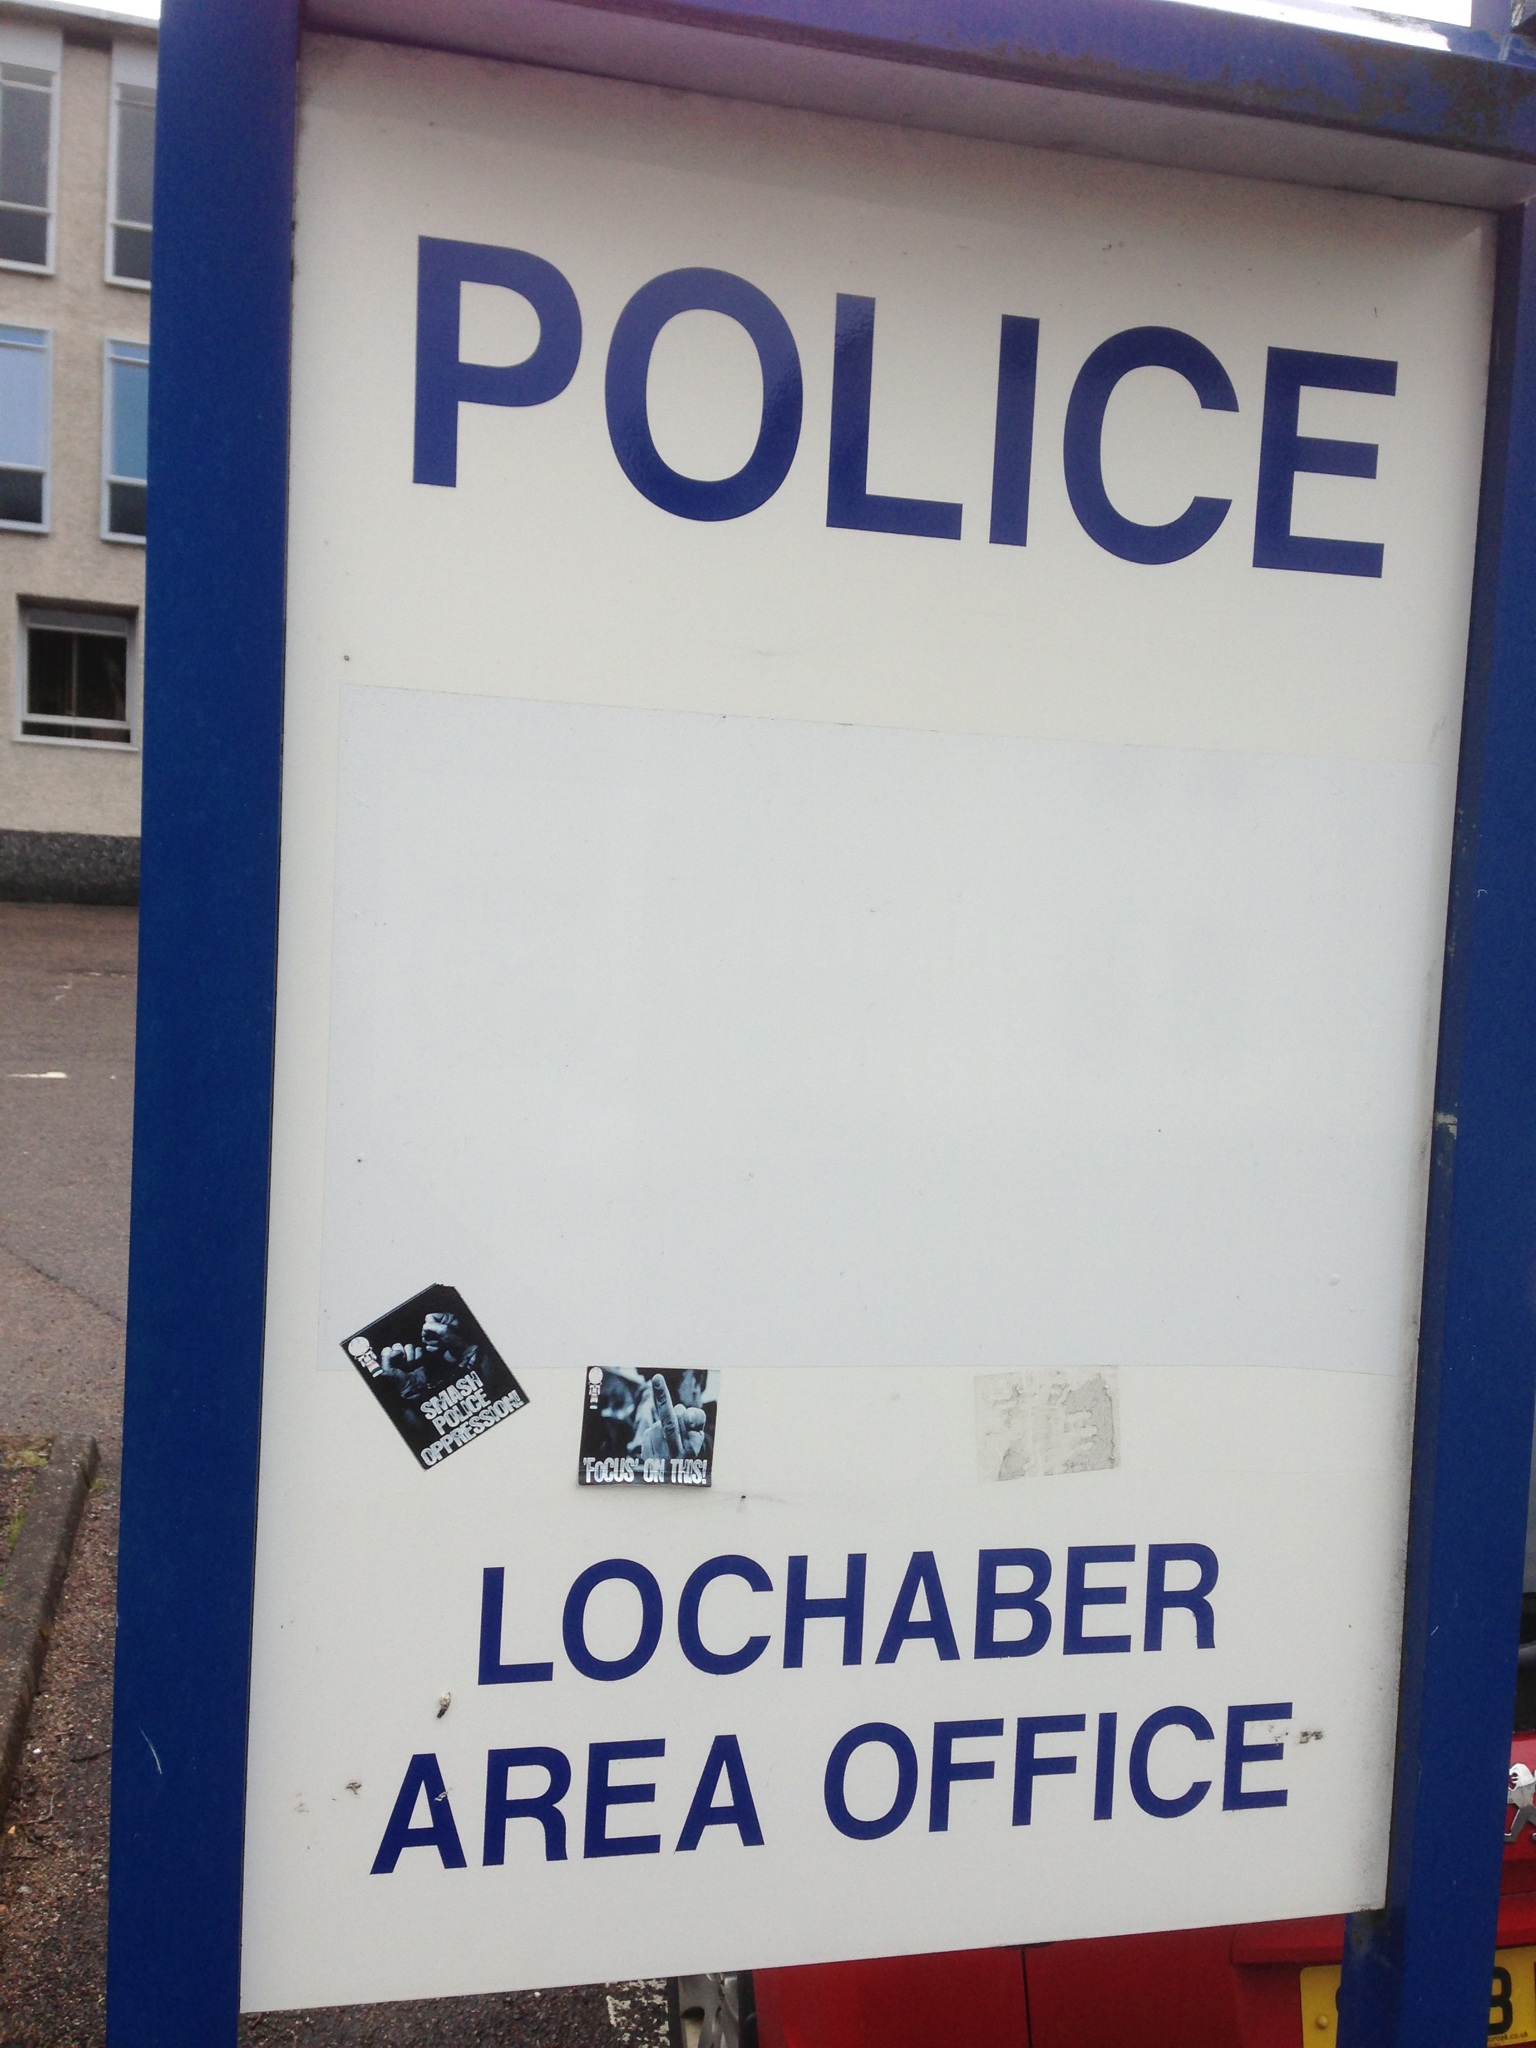 POLICE
SMASH
POLICE
OPPRESSION!
'FoCUS' ON THIS!
LOCHABER
AREA OFFICE
B